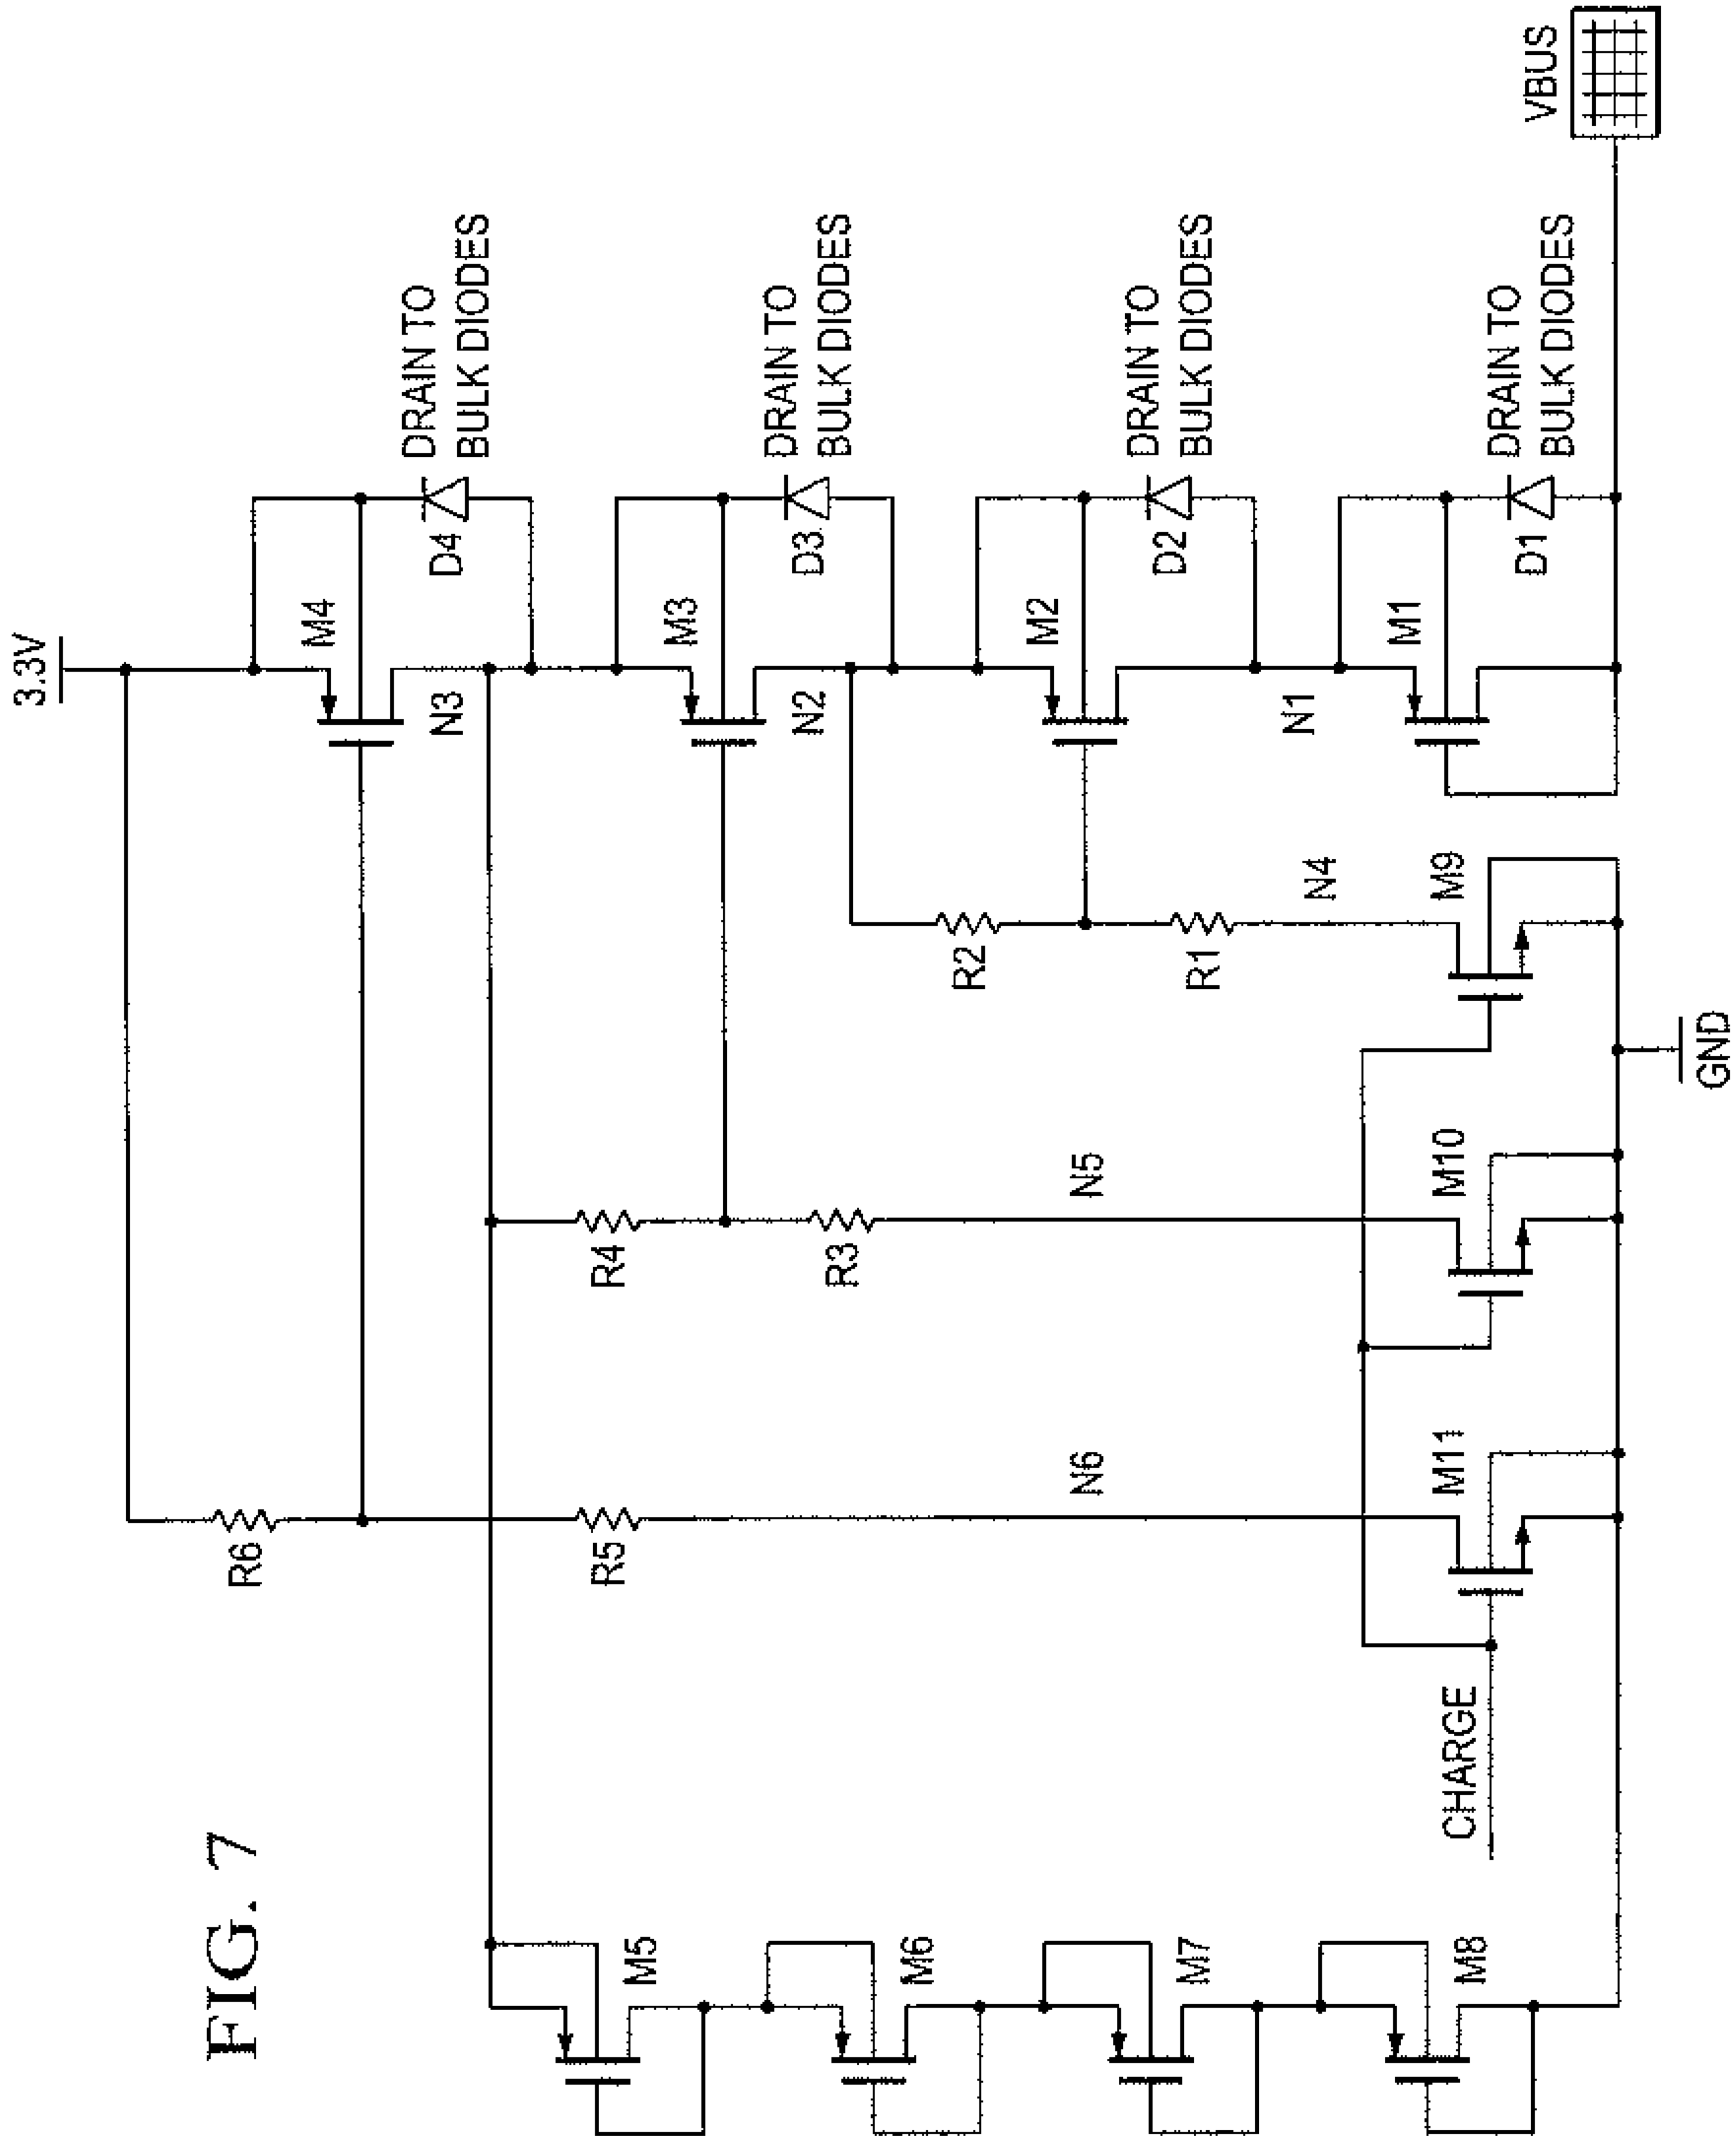 FIG. 7
3.3V
M4
D4
DRAIN TO
BULK DIODES
N3
R6
M3
D3
DRAIN TO
BULK DIODES
N2
R4
R5
M5
M2
D2
DRAIN TO
BULK DIODES
R2
R3
M6
N1
R1
N4
N5
N6
M7
M1
D1
DRAIN TO
BULK DIODES
VBUS
M9
M10
M11
CHARGE
M8
GND